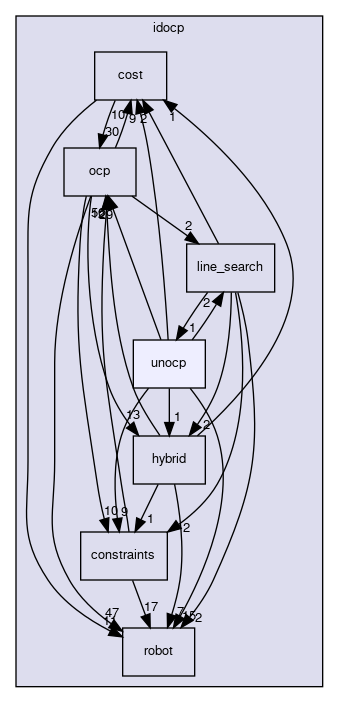 idocp
cost
10 9 2 1
30
ocp
2
line_search
2
1
unocp
13 1 2
hybrid
10 9 1 2
constraints
17
47 7 2
robot